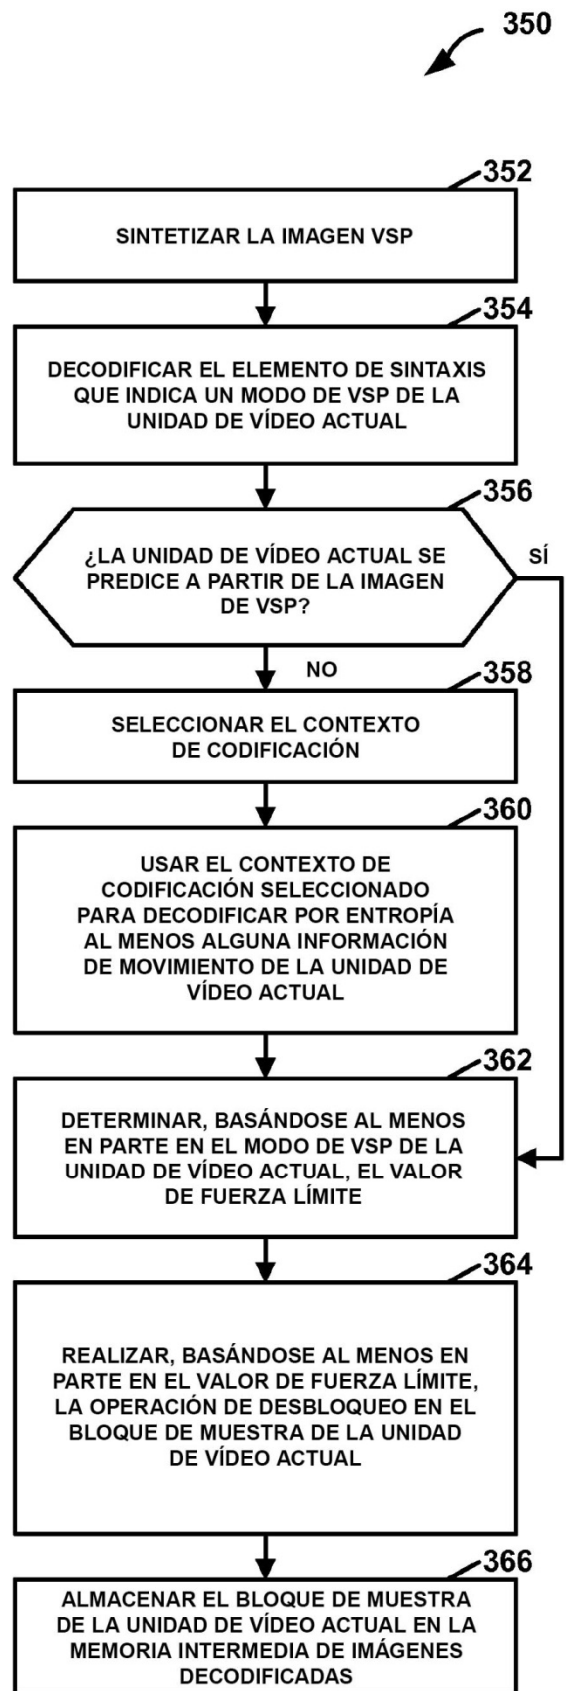 350
352
SINTETIZAR LA IMAGEN VSP
354
DECODIFICAR EL ELEMENTO DE SINTAXIS
QUE INDICA UN MODO DE VSP DE LA
UNIDAD DE VÍDEO ACTUAL
356
¿LA UNIDAD DE VÍDEO ACTUAL SE
PREDICE A PARTIR DE LA IMAGEN
DE VSP?
SÍ
NO
358
SELECCIONAR EL CONTEXTO
DE CODIFICACIÓN
360
USAR EL CONTEXTO DE
CODIFICACIÓN SELECCIONADO
PARA DECODIFICAR POR ENTROPÍA
AL MENOS ALGUNA INFORMACIÓN
DE MOVIMIENTO DE LA UNIDAD DE
VÍDEO ACTUAL
362
DETERMINAR, BASÁNDOSE AL MENOS
EN PARTE EN EL MODO DE VSP DE LA
UNIDAD DE VÍDEO ACTUAL, EL VALOR
DE FUERZA LÍMITE
364
REALIZAR, BASÁNDOSE AL MENOS EN
PARTE EN EL VALOR DE FUERZA LÍMITE,
LA OPERACIÓN DE DESBLOQUEO EN EL
BLOQUE DE MUESTRA DE LA UNIDAD
DE VÍDEO ACTUAL
366
ALMACENAR EL BLOQUE DE MUESTRA
DE LA UNIDAD DE VÍDEO ACTUAL EN LA
MEMORIA INTERMEDIA DE IMÁGENES
DECODIFICADAS